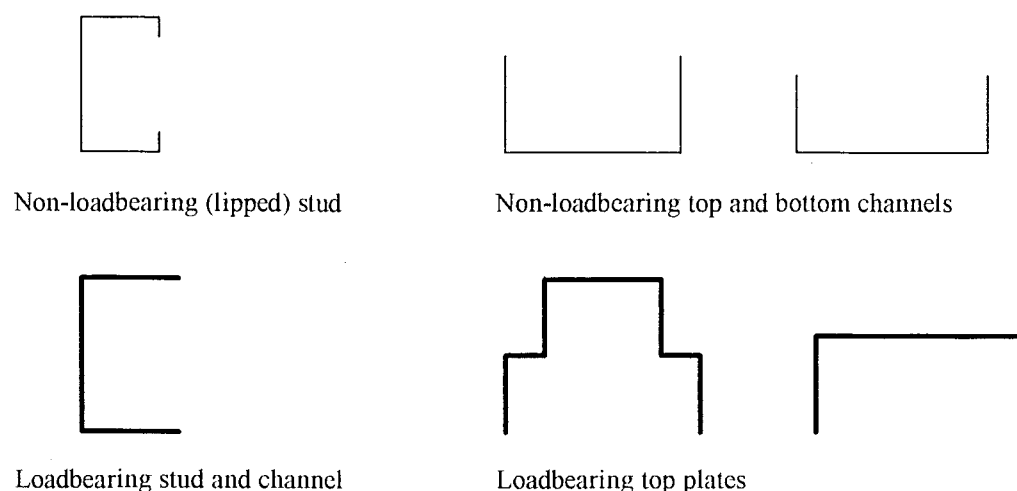 Non-loadbearing (lipped) stud
Non-loadbearing top and bottom channels
Loadbearing stud and channel
Loadbearing top plates